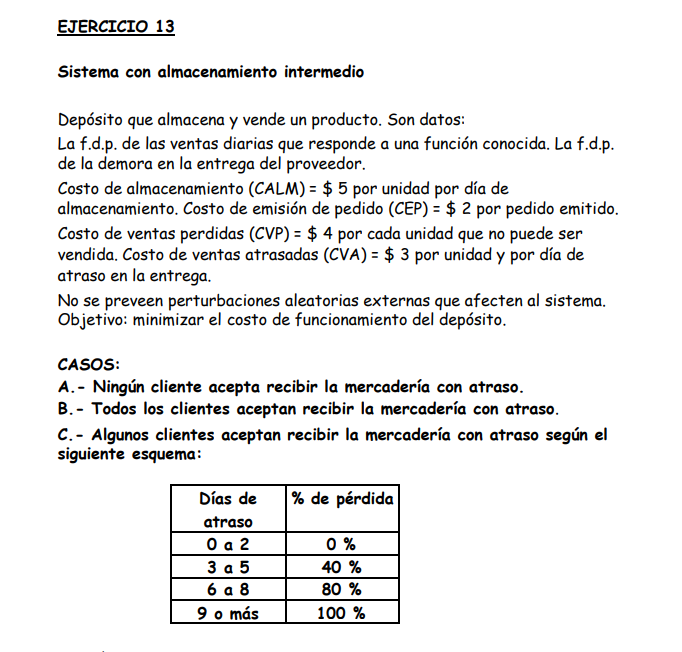 EJERCICIO 13
Sistema con almacenamiento intermedio
Depósito que almacena y vende un producto. Son datos:
La f.d.p. de las ventas diarias que responde a una función conocida. La f.d.p.
de la demora en la entrega del proveedor.
Costo de almacenamiento (CALM) = $ 5 por unidad por día de
almacenamiento. Costo de emisión de pedido (CEP) = $ 2 por pedido emitido.
Costo de ventas perdidas (CVP) = $ 4 por cada unidad que no puede ser
vendida. Costo de ventas atrasadas (CVA) = $ 3 por unidad y por día de
atraso en la entrega.
No se preveen perturbaciones aleatorias externas que afecten al sistema.
Objetivo: minimizar el costo de funcionamiento del depósito.
CASOS:
A.- Ningún cliente acepta recibir la mercadería con atraso.
B.- Todos los clientes aceptan recibir la mercadería con atraso.
C.- Algunos clientes aceptan recibir la mercadería con atraso según el
siguiente esquema:
Días de % de pérdida
atraso
0 a 2 0 %
3 a 5 40 %
6 a 8 80 %
9 o más 100 %